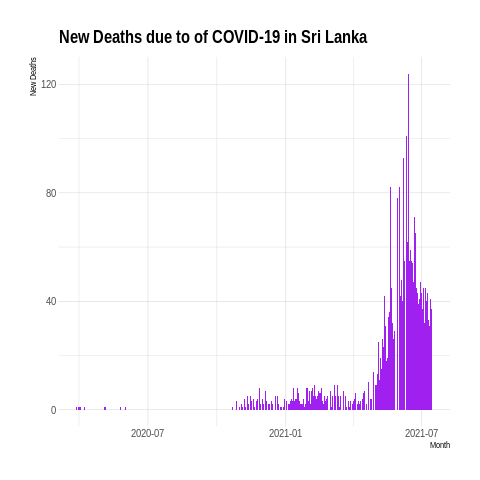 New Deaths due to of COVID-19 in Sri Lanka
New Deaths
120
80
40
0
2020-07 2021-01 2021-07
Month